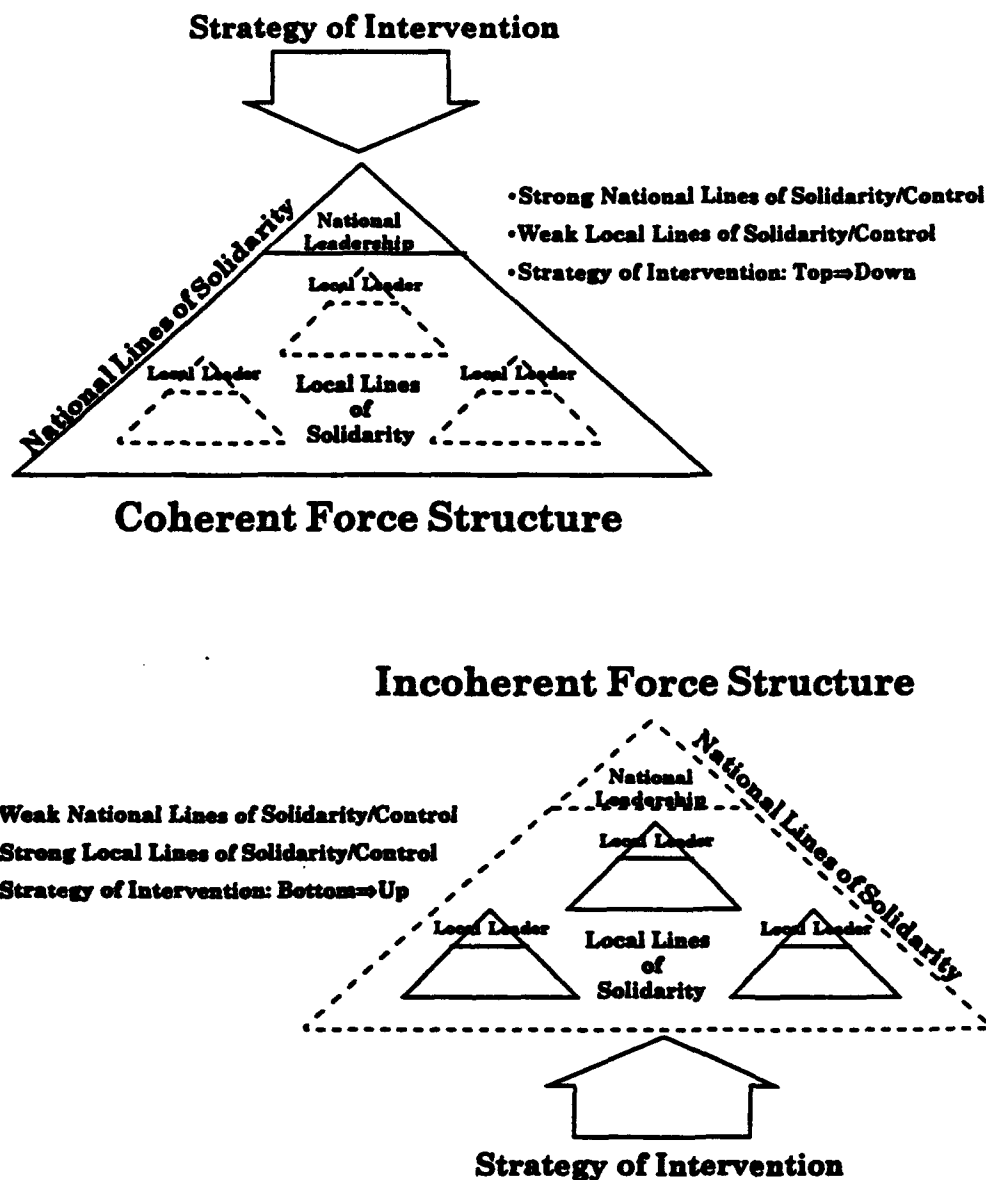 Strategy of Intervention
National Lines of Solidarity
National
Leadership
Local Leader
Local Leader
Local Leader
Local Lines
of
Solidarity
•Strong National Lines of Solidarity/Control
•Weak Local Lines of Solidarity/Control
•Strategy of Intervention: Top⇒Down
Coherent Force Structure
Incoherent Force Structure
Weak National Lines of Solidarity/Control
Strong Local Lines of Solidarity/Control
Strategy of Intervention: Bottom⇒Up
National
Leadership
National Lines of Solidarity
Local Leader
Local Leader
Local Leader
Local Lines
of
Solidarity
Strategy of Intervention